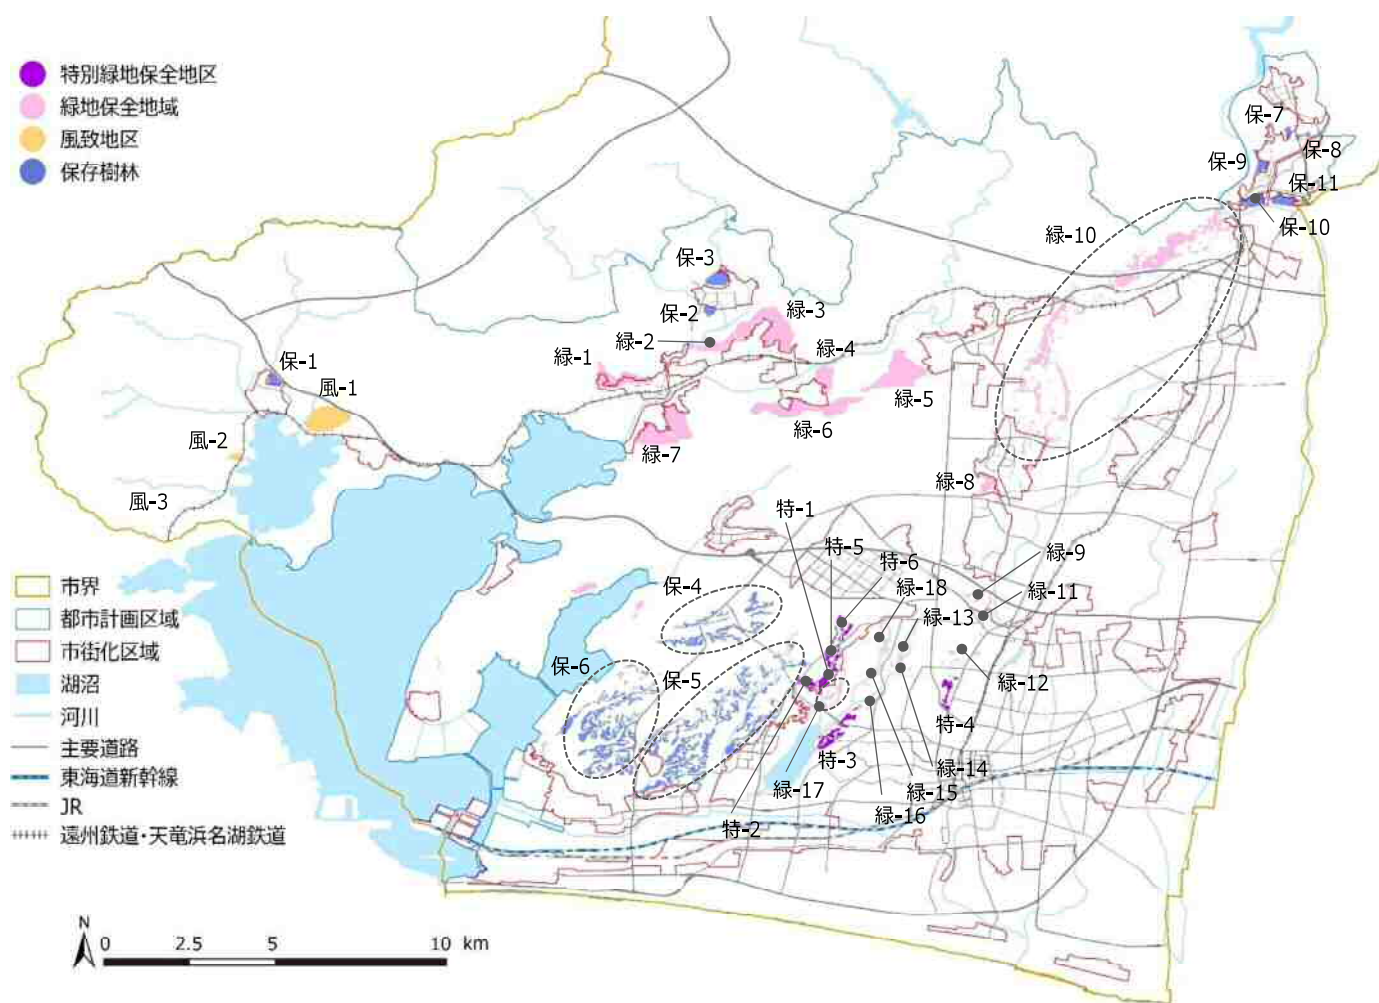 特別緑地保全地区
緑地保全地域
風致地区
保存樹林
保-7
保-8
保-9
保-11
保-10
緑-10
保-3
保-2
緑-3
緑-2
緑-4
緑-1
保-1
風-1
緑-5
緑-6
風-2
緑-7
風-3
緑-8
特-1
特-5
特-6
緑-9
緑-18
緑-11
緑-13
保-4
保-6
保-5
緑-12
特-4
特-3
緑-14
緑-17
緑-15
緑-16
特-2
市界
都市計画区域
市街化区域
湖沼
河川
主要道路
東海道新幹線
JR
遠州鉄道・天竜浜名湖鉄道
N
0 2.5 5 10 km